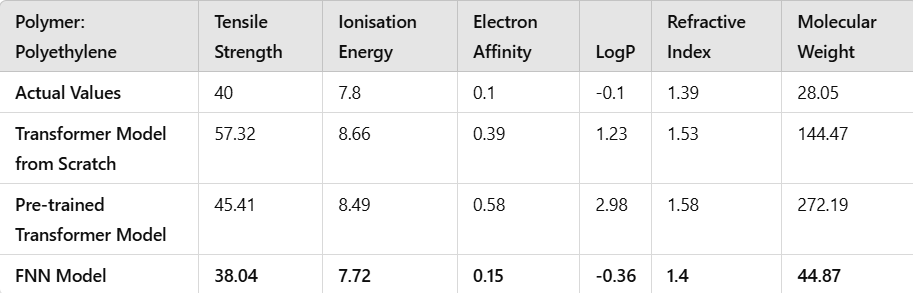 Polymer: Polyethylene Tensile Strength Ionisation Energy Electron Affinity LogP Refractive Index Molecular Weight
Actual Values 40 7.8 0.1 -0.1 1.39 28.05
Transformer Model from Scratch 57.32 8.66 0.39 1.23 1.53 144.47
Pre-trained Transformer Model 45.41 8.49 0.58 2.98 1.58 272.19
FNN Model 38.04 7.72 0.15 -0.36 1.4 44.87